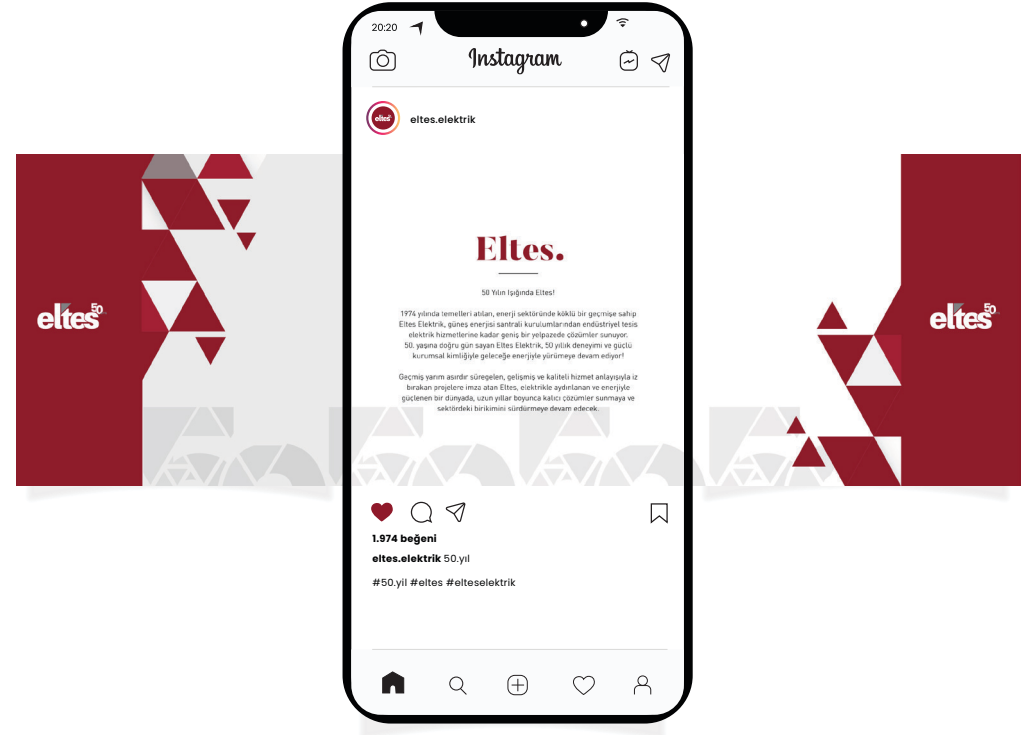 20:20
Instagram
eltes
eltes.elektrik
Eltes.
50 Yılın Işığında Eltes!
1974 yılında temelleri atılan, enerji sektöründe köklü bir geçmişe sahip
Eltes Elektrik, güneş enerjisi santrali kurulumlarından endüstriyel tesis
elektrik hizmetlerine kadar geniş bir yelpazede çözümler sunuyor.
50. yaşına doğru gün sayan Eltes Elektrik, 50 yıllık deneyimi ve güçlü
kurumsal kimliğiyle geleceğe enerjiyle yürümeye devam ediyor!
Geçmiş yarım asırdır süregelen, gelişmiş ve kaliteli hizmet anlayışıyla iz
bırakan projelere imza atan Eltes, elektrikle aydınlanan ve enerjiyle
güçlenen bir dünyada, uzun yıllar boyunca kalıcı çözümler sunmaya ve
sektördeki birikimini sürdürmeye devam edecek.
eltes 50
eltes 50
1.974 beğeni
eltes.elektrik 50.yıl
#50.yil #eltes #elteselektrik